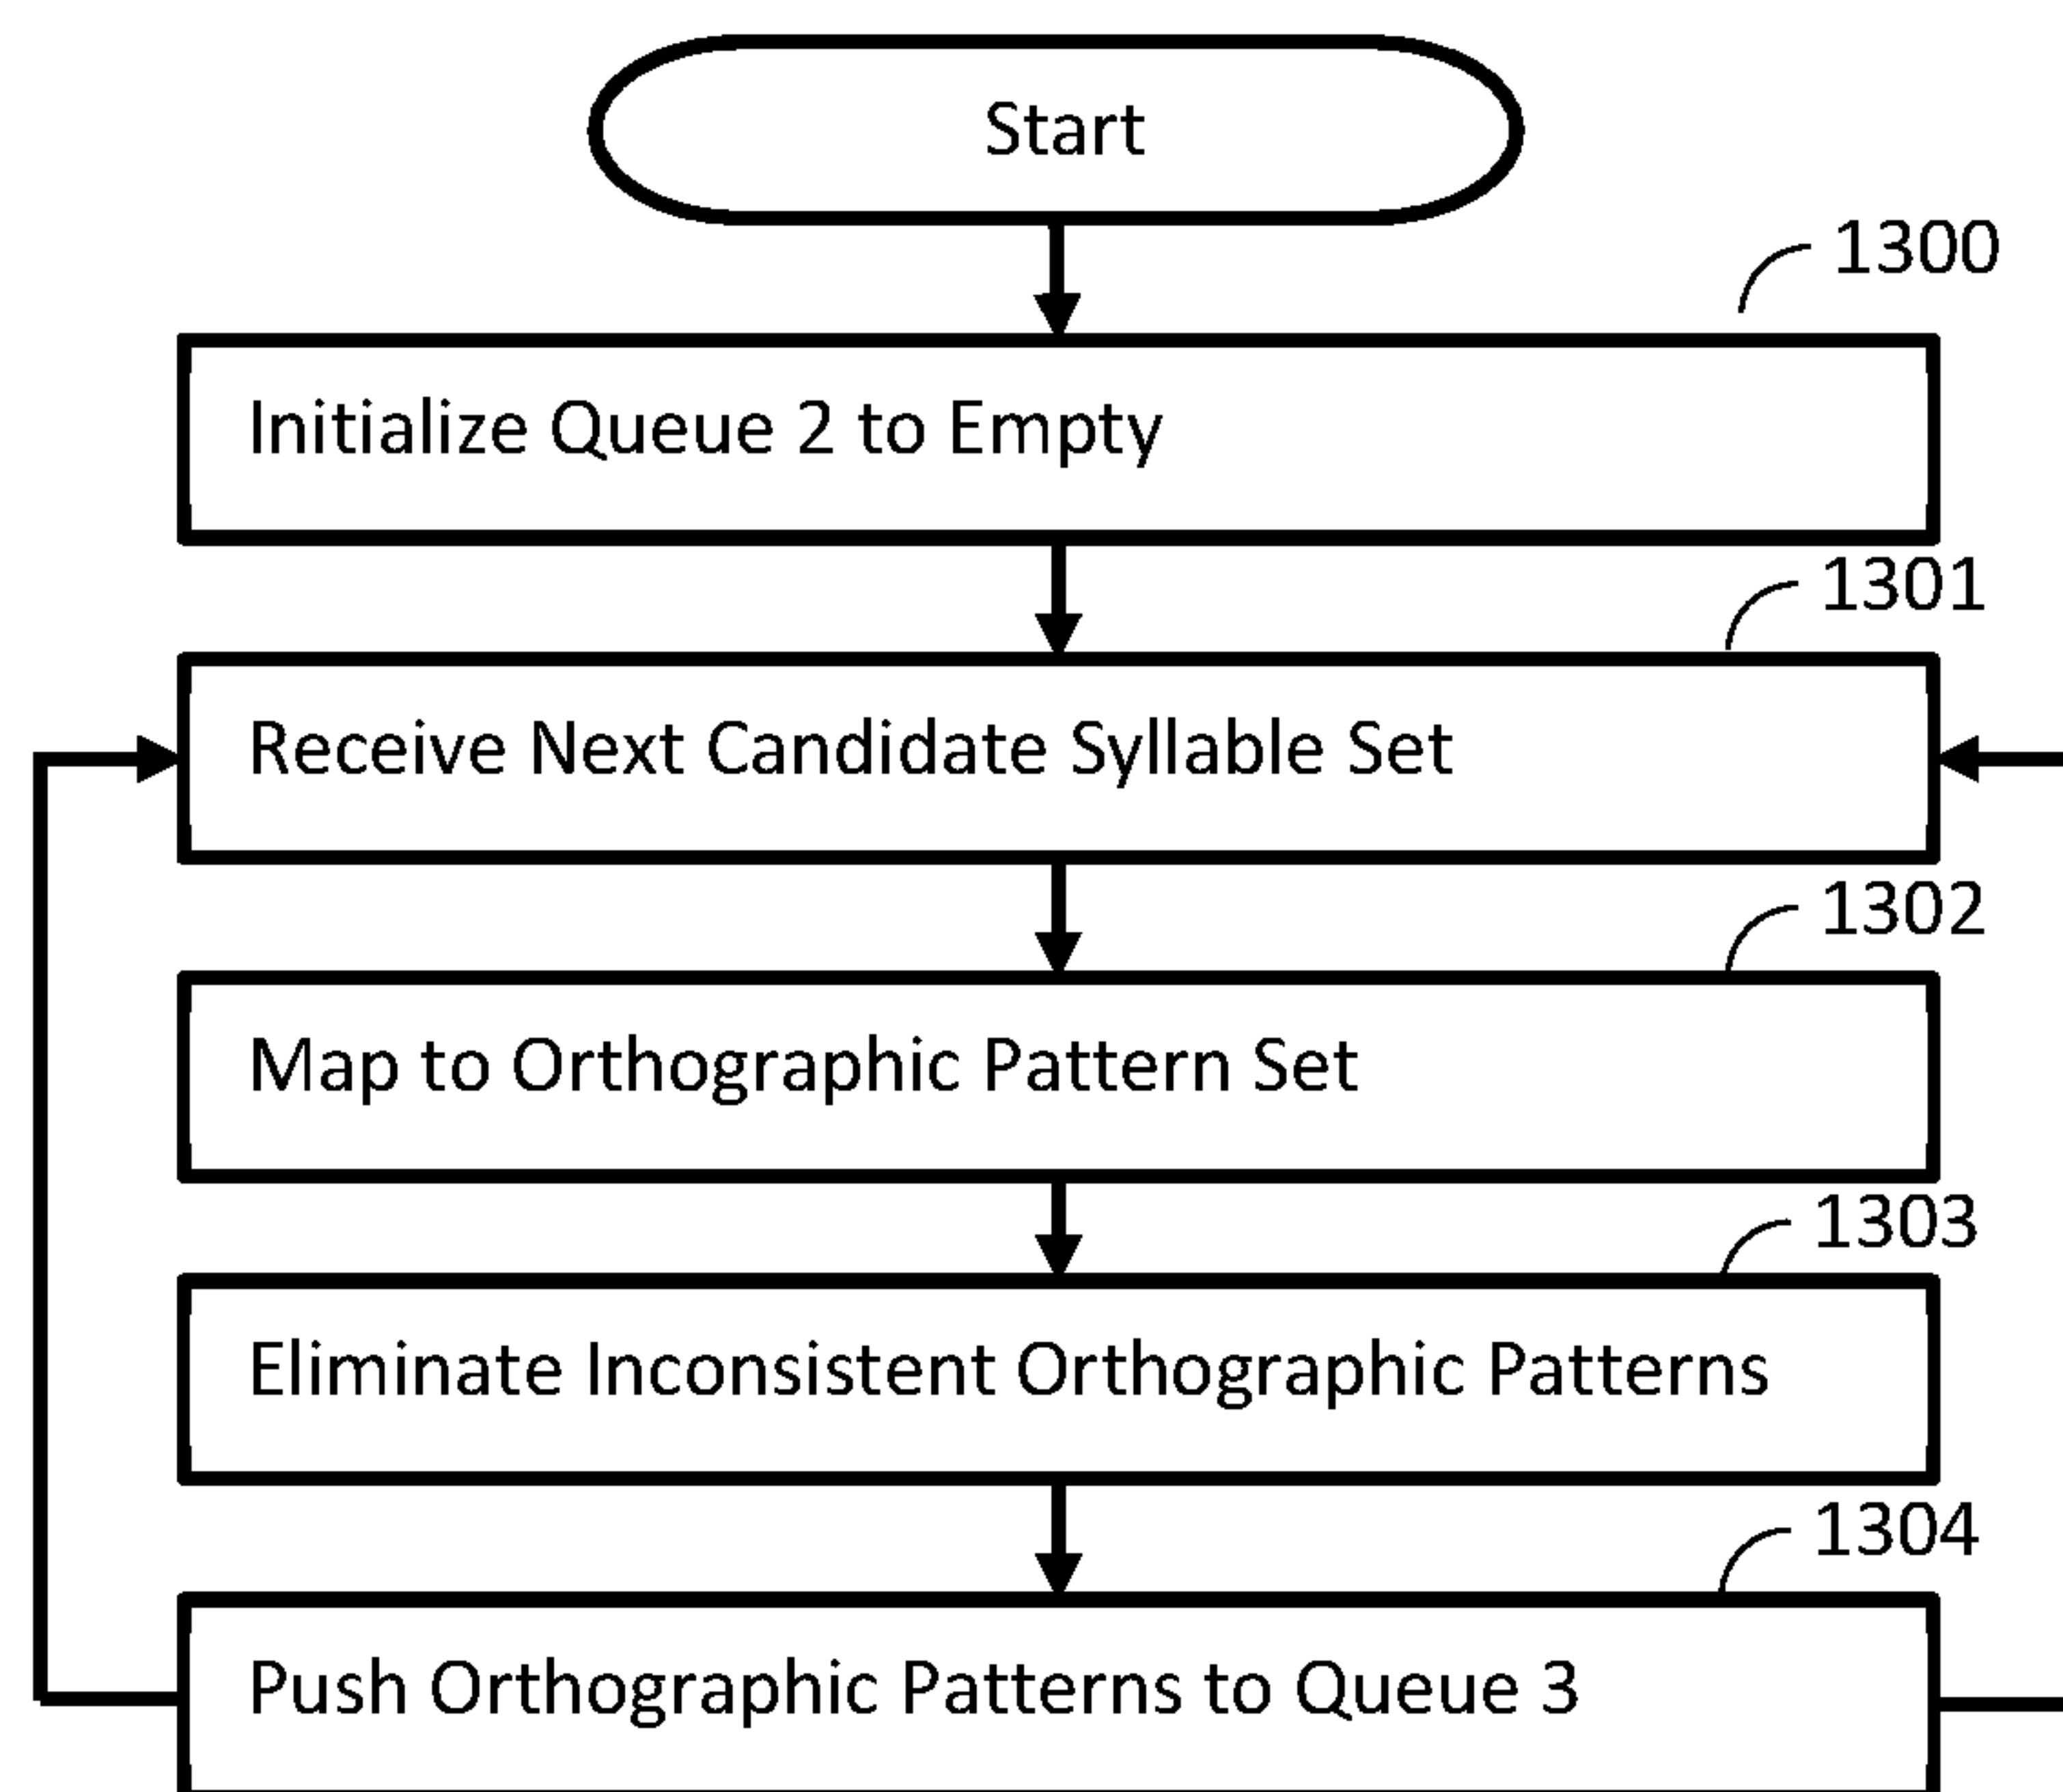 Start
1300
Initialize Queue 2 to Empty
1301
Receive Next Candidate Syllable Set
1302
Map to Orthographic Pattern Set
1303
Eliminate Inconsistent Orthographic Patterns
1304
Push Orthographic Patterns to Queue 3